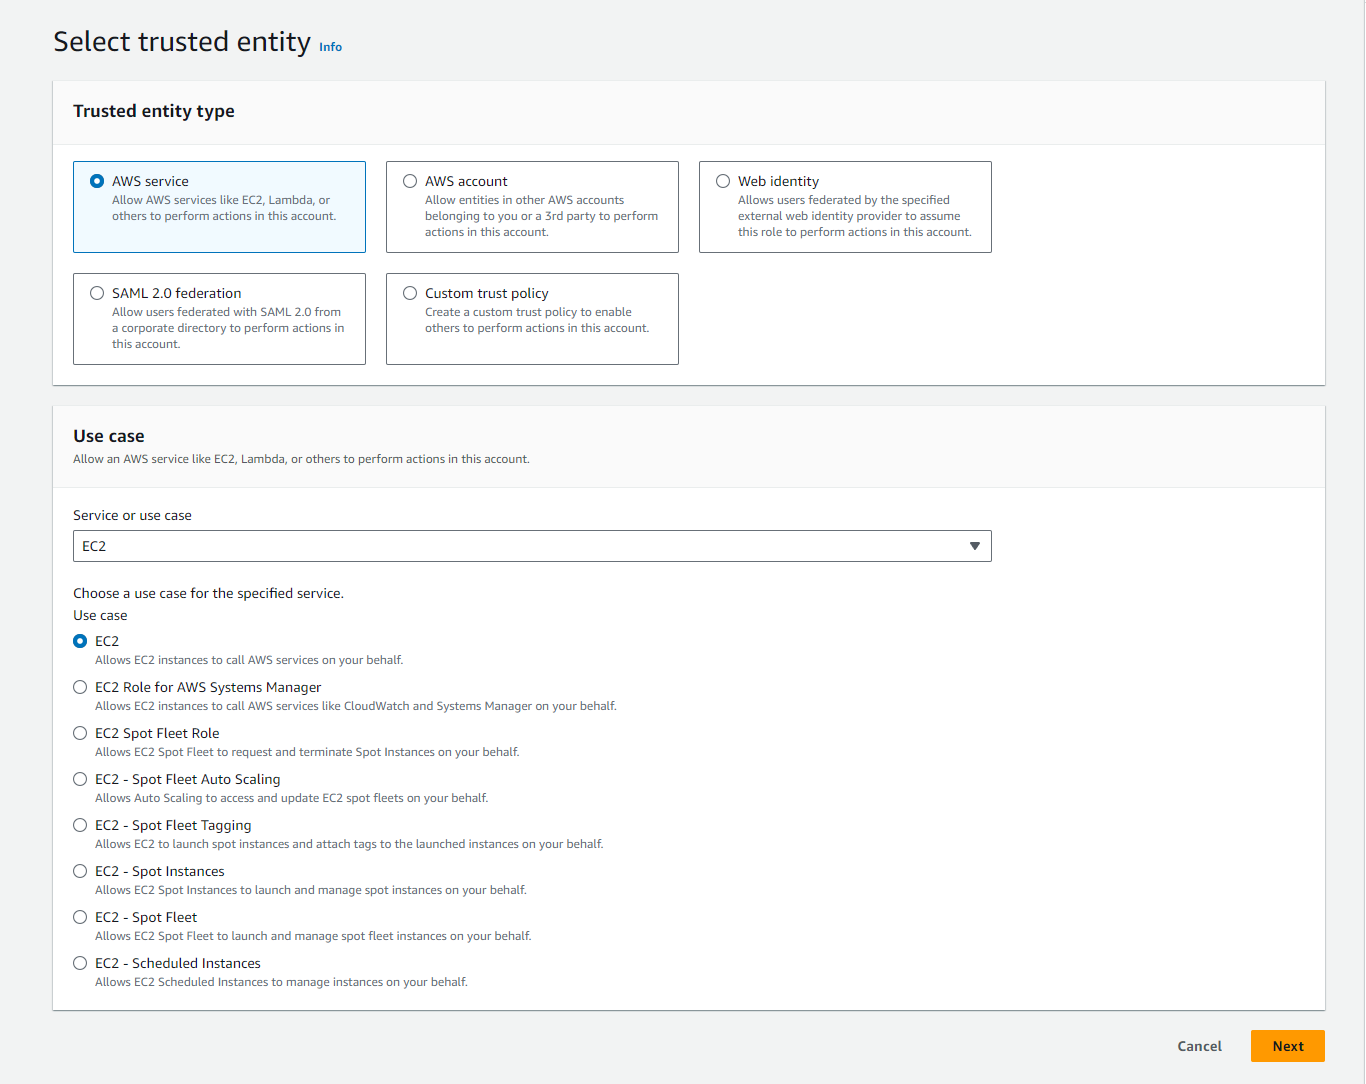 Select trusted entity Info
Trusted entity type
AWS service
Allow AWS services like EC2, Lambda, or
others to perform actions in this account.
AWS account
Allow entities in other AWS accounts
belonging to you or a 3rd party to perform
actions in this account.
Web identity
Allows users federated by the specified
external web identity provider to assume
this role to perform actions in this account.
SAML 2.0 federation
Allow users federated with SAML 2.0 from
a corporate directory to perform actions in
this account.
Custom trust policy
Create a custom trust policy to enable
others to perform actions in this account.
Use case
Allow an AWS service like EC2, Lambda, or others to perform actions in this account.
Service or use case
EC2
Choose a use case for the specified service.
Use case
EC2
Allows EC2 instances to call AWS services on your behalf.
EC2 Role for AWS Systems Manager
Allows EC2 instances to call AWS services like CloudWatch and Systems Manager on your behalf.
EC2 Spot Fleet Role
Allows EC2 Spot Fleet to request and terminate Spot Instances on your behalf.
EC2 - Spot Fleet Auto Scaling
Allows Auto Scaling to access and update EC2 spot fleets on your behalf.
EC2 - Spot Fleet Tagging
Allows EC2 to launch spot instances and attach tags to the launched instances on your behalf.
EC2 - Spot Instances
Allows EC2 Spot Instances to launch and manage spot instances on your behalf.
EC2 - Spot Fleet
Allows EC2 Spot Fleet to launch and manage spot fleet instances on your behalf.
EC2 - Scheduled Instances
Allows EC2 Scheduled Instances to manage instances on your behalf.
Cancel
Next